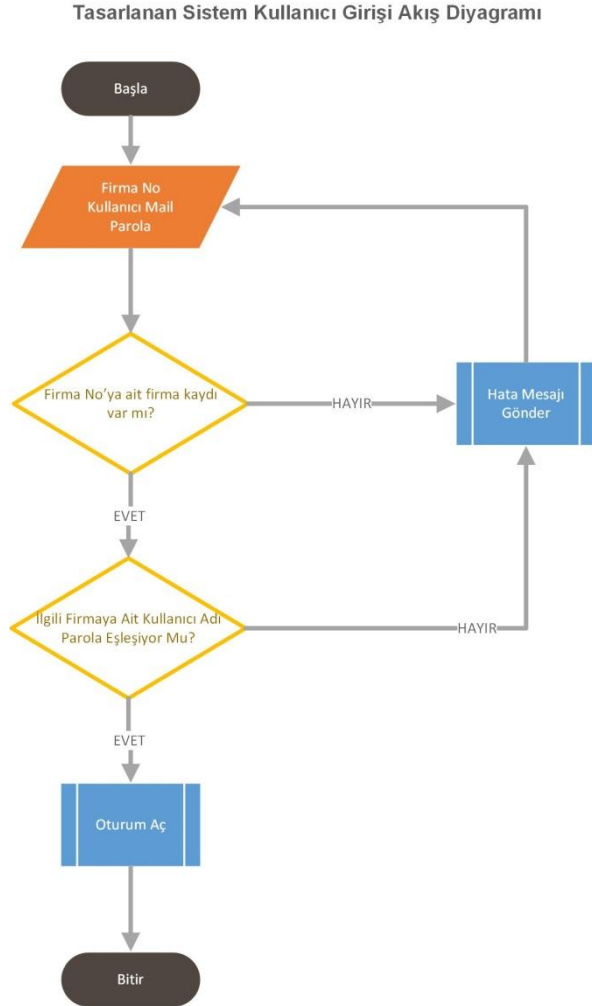 Tasarlanan Sistem Kullanıcı Girişi Akış Diyagramı
Başla
Firma No
Kullanıcı Mail
Parola
Firma No'ya ait firma kaydı
var mı?
HAYIR
Hata Mesajı
Gönder
EVET
İlgili Firmaya Ait Kullanıcı Adı
Parola Eşleşiyor Mu?
HAYIR
EVET
Oturum Aç
Bitir